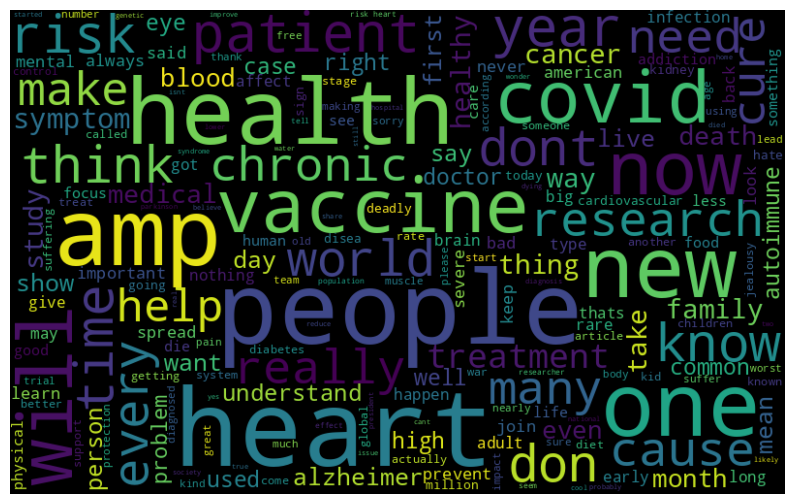 started
number
genetic
improve
risk heart
risk
eye
patient
year
need
infection
free
thank
said
mental
always
case
right
first
cancer
addiction
never
something
control
make
blood
affect
stage
sign
making
hospital
healthy
american
kidney
back
cure
health
covid
symptom
called
see
care
according
using
age
tell
sorry
someone
died
lead
isnt
home
wonder
think
got
syndrome
mater
still
say
dont
live
death
hate
chronic
doctor
today
way
now
look
focus
treat
believe
dying
big
cardiovascular
less
study
suffering
medical
vaccine
deadly
research
type
food
another
jealousy
autoimmune
amp
human
old
disea
rate
brain
bad
show
important
nothing
day
world
team
start
severe
thing
new
give
going
population
muscle
please
keep
will
time
help
people
thats
family
children
may
spread
die
pain
reduce
rare
article
take
know
good
want
diabetes
really
treatment
common
worst
trial
getting
system
war
researcher
body
kid
suffer
known
learn
every
yes
understand
well
happen
many
one
better
problem
diagnosed
heart
cant
nearly
life
physical
support
person
protection
great
much
effect
global
issue
high
adult
join
even
sure
diet
cause
mean
actually
impact
society
true
prevent
don
early
month
long
kind
used
come
alzheimer
million
seem
cool
probably
likely